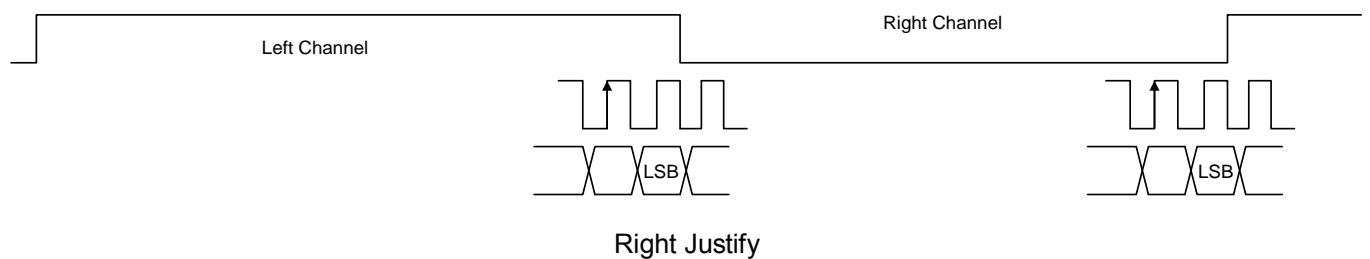 Left Channel
Right Channel
LSB
LSB
Right Justify